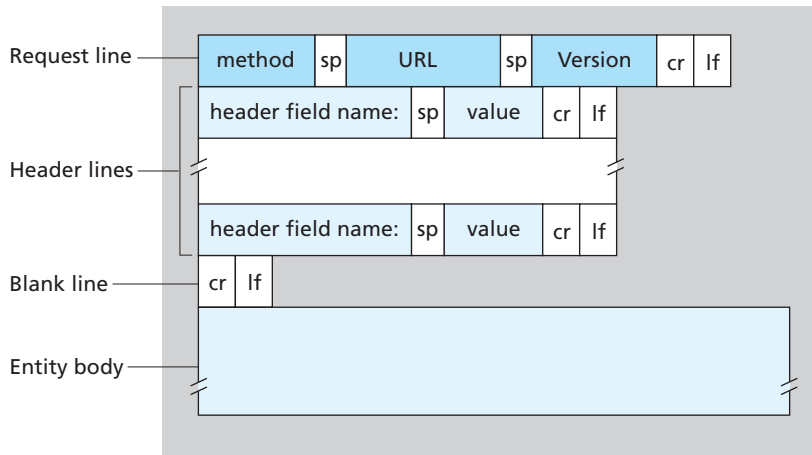 Request line method sp URL sp Version cr lf
header field name: sp value cr lf
Header lines
header field name: sp value cr lf
Blank line cr lf
Entity body